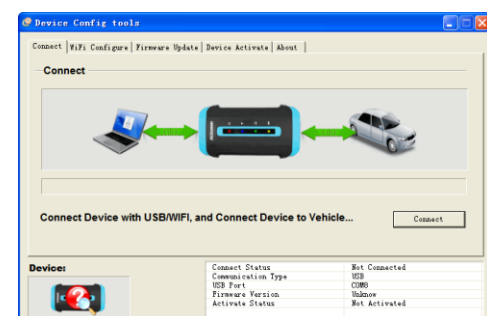 Device Config tools
Connect WiFi Configure Firmware Update Device Activate About
Connect
Connect Device with USB/WIFI, and Connect Device to Vehicle...
Connect
Device:
Connect Status Not Connected
Communication Type USB
USB Port COM8
Firmware Version Unknow
Activate Status Not Activated